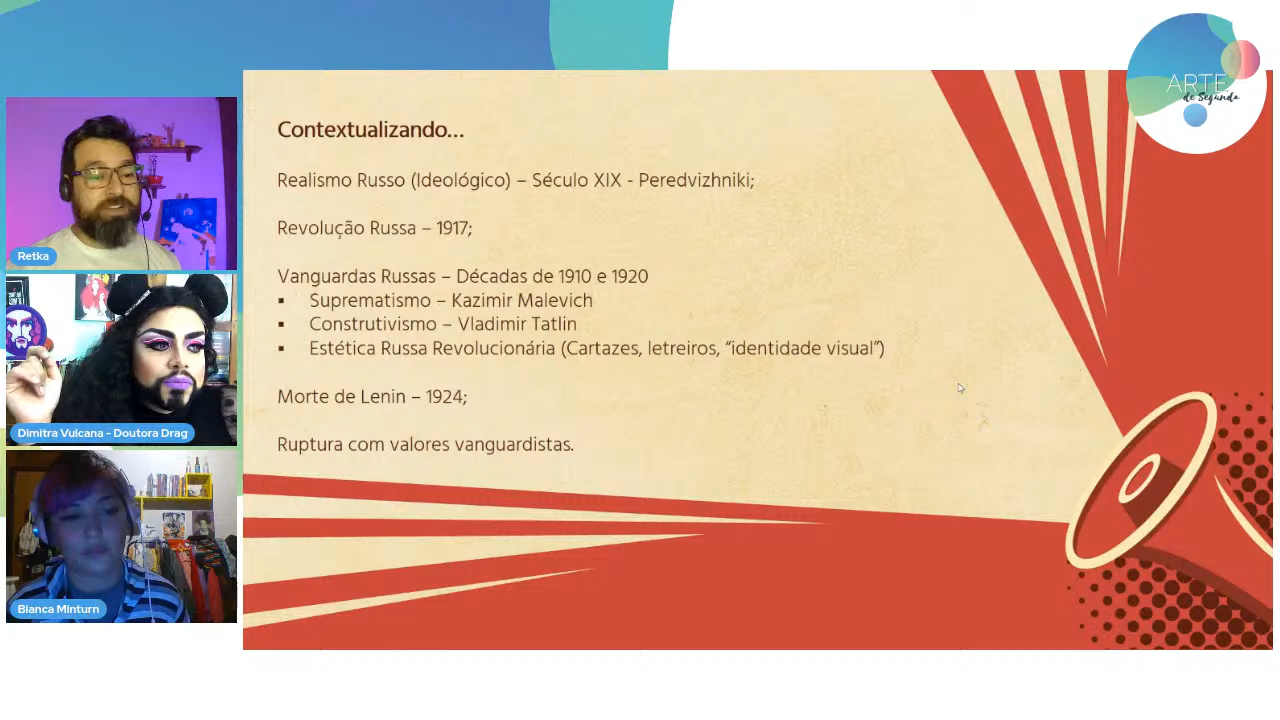 ARTE
de Segunda
Contextualizando...
Realismo Russo (Ideológico) – Século XIX - Peredvizhniki;
Revolução Russa – 1917;
Vanguardas Russas – Décadas de 1910 e 1920
▪ Suprematismo – Kazimir Malevich
▪ Construtivismo – Vladimir Tatlin
▪ Estética Russa Revolucionária (Cartazes, letreiros, “identidade visual”)
Morte de Lenin – 1924;
Ruptura com valores vanguardistas.
Retka
Dimitra Vulcana - Doutora Drag
Bianca Minturn